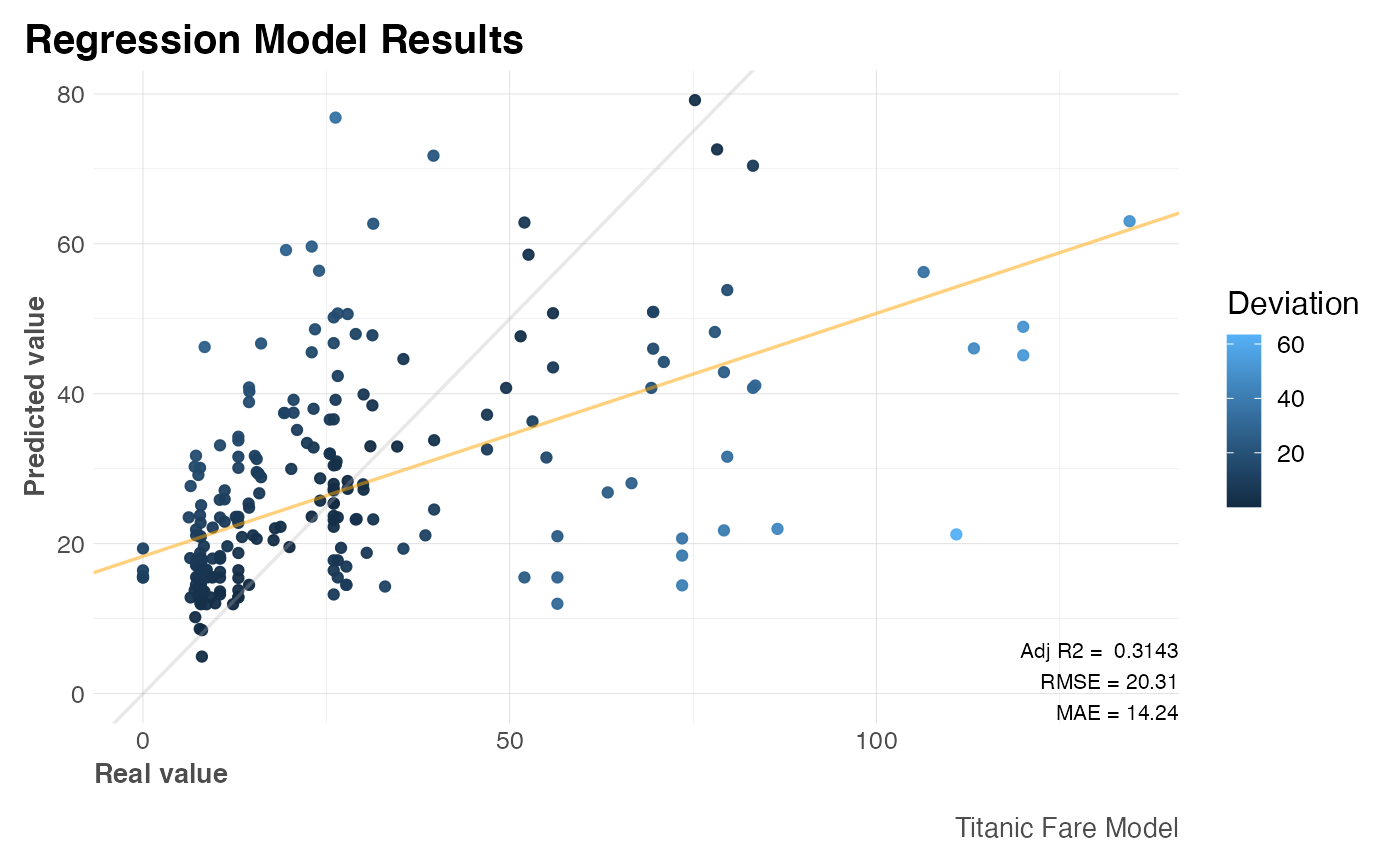 Regression Model Results
80
60
40
20
0
Predicted value
0
50
100
Real value
Adj R2 =  0.3143
RMSE = 20.31
MAE = 14.24
Deviation
60
40
20
Titanic Fare Model